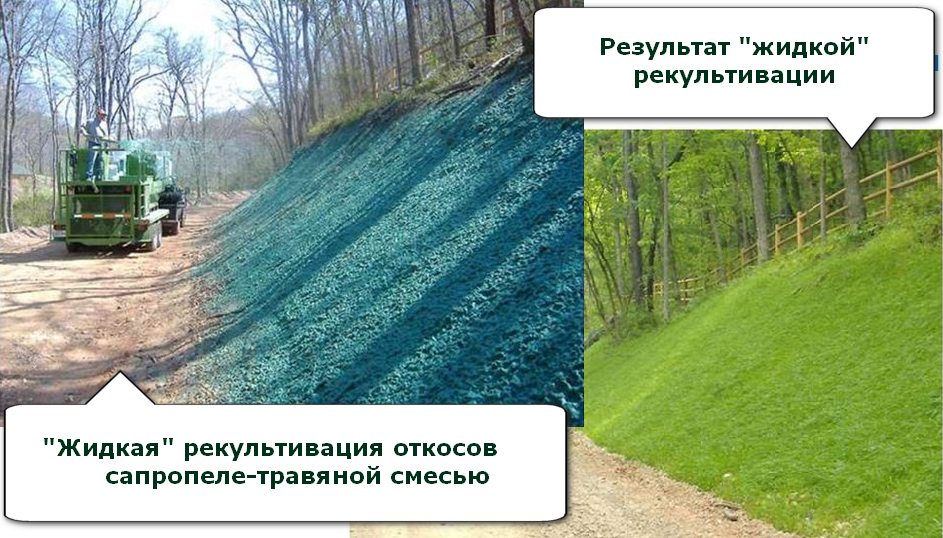 Результат "жидкой"
рекультивации
"Жидкая" рекультивация откосов
сапропеле-травяной смесью